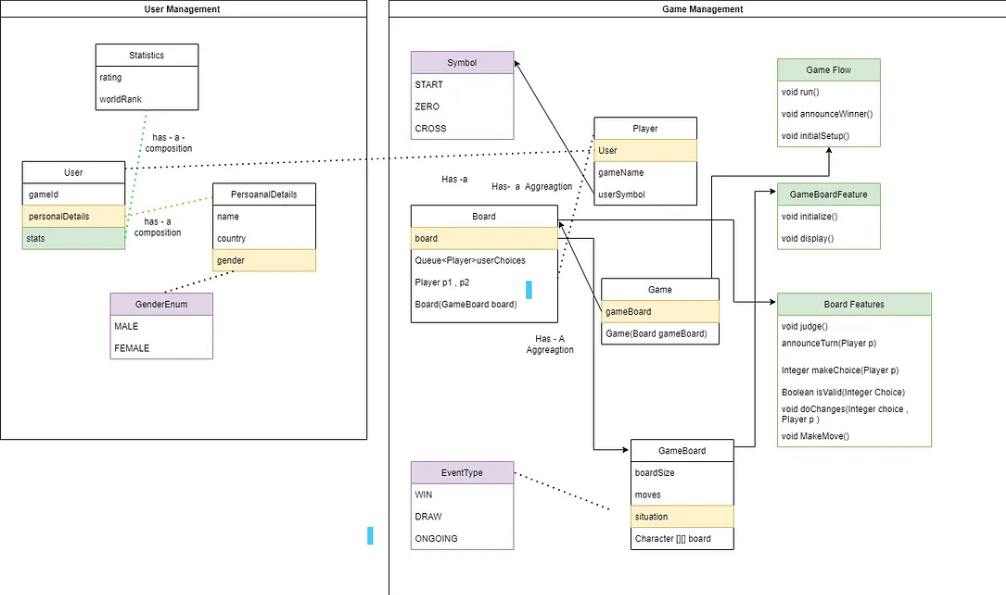 User Management
Statistics
rating
worldRank
has - a -
composition
User
gameId
personalDetails
stats
PersoanalDetails
name
country
gender
has - a
composition
GenderEnum
MALE
FEMALE
Game Management
Symbol
START
ZERO
CROSS
Player
User
gameName
userSymbol
Game Flow
void run()
void announceWinner()
void initialSetup()
Has -a
Has- a Aggreagtion
GameBoardFeature
void initialize()
void display()
Board
board
Queue<Player>userChoices
Player p1 , p2
Board(GameBoard board)
Game
gameBoard
Game(Board gameBoard)
Has - A
Aggreagtion
Board Features
void judge()
announceTurn(Player p)
Integer makeChoice(Player p)
Boolean isValid(Integer Choice)
void doChanges(Integer choice ,
Player p )
void MakeMove()
GameBoard
boardSize
moves
situation
Character [][] board
EventType
WIN
DRAW
ONGOING